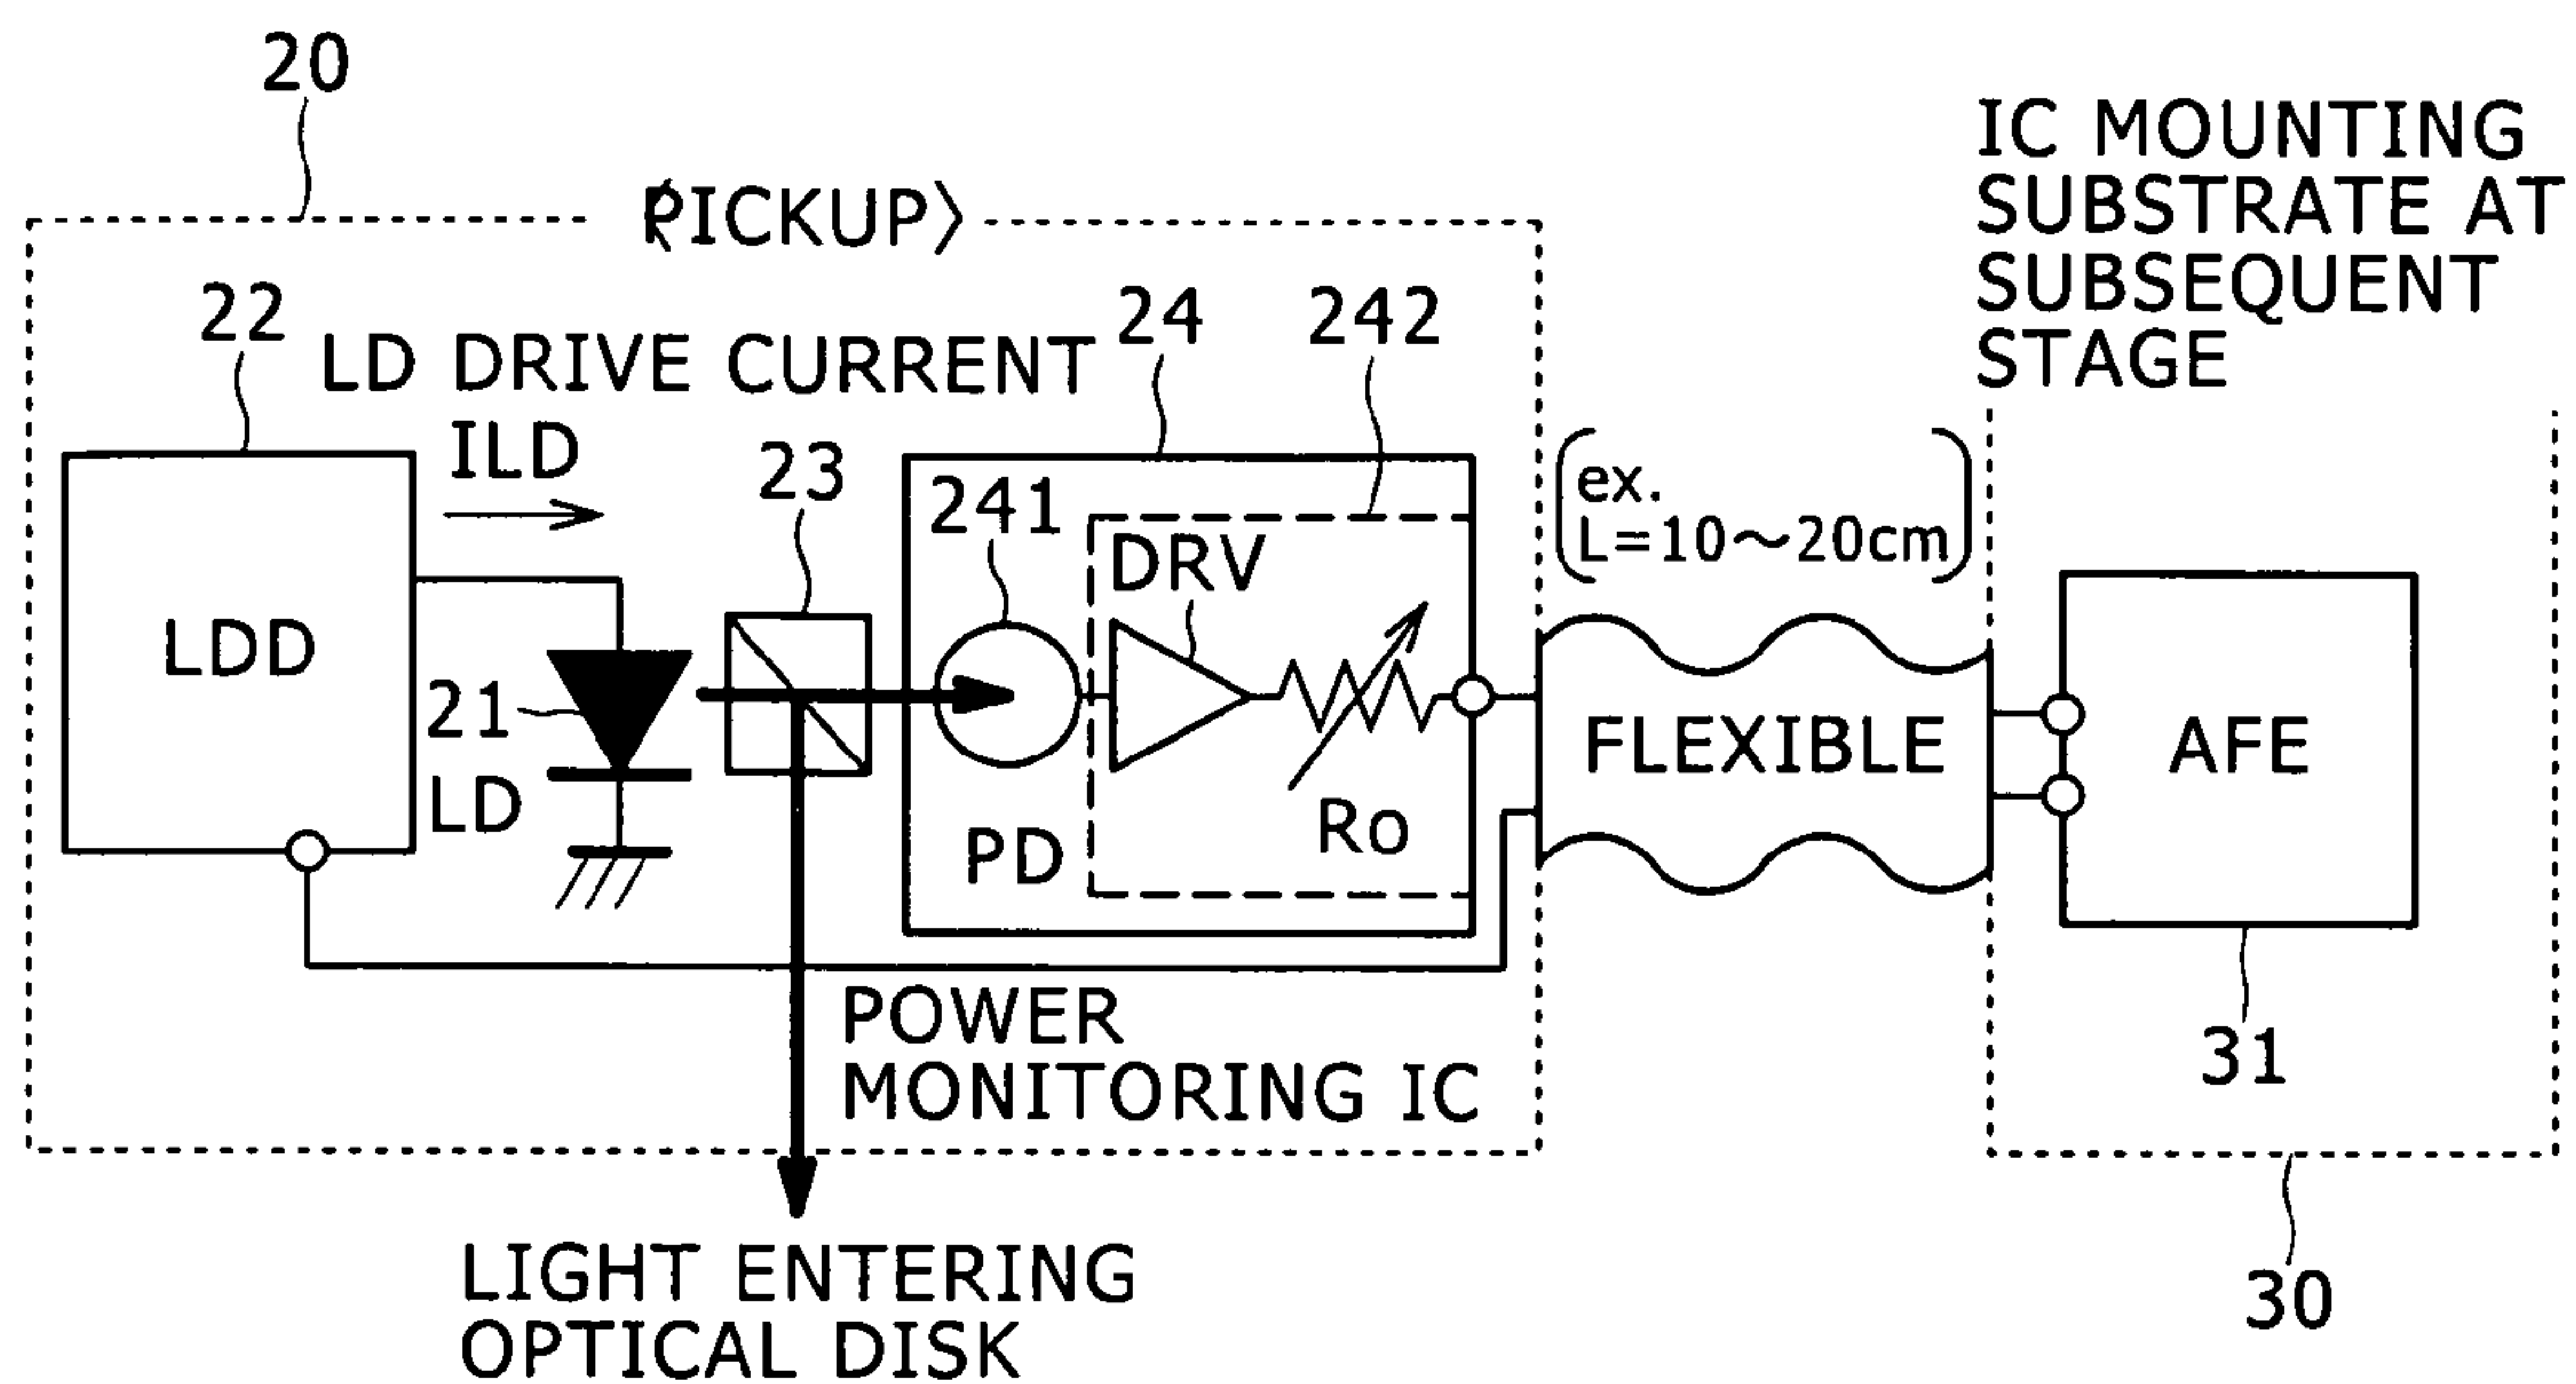 20
〈PICKUP〉
IC MOUNTING
SUBSTRATE AT
SUBSEQUENT
STAGE
22
LD DRIVE CURRENT
ILD
24
242
23
241
DRV
ex.
L=10～20cm
LDD
21
LD
PD
Ro
FLEXIBLE
AFE
POWER
MONITORING IC
31
LIGHT ENTERING
OPTICAL DISK
30